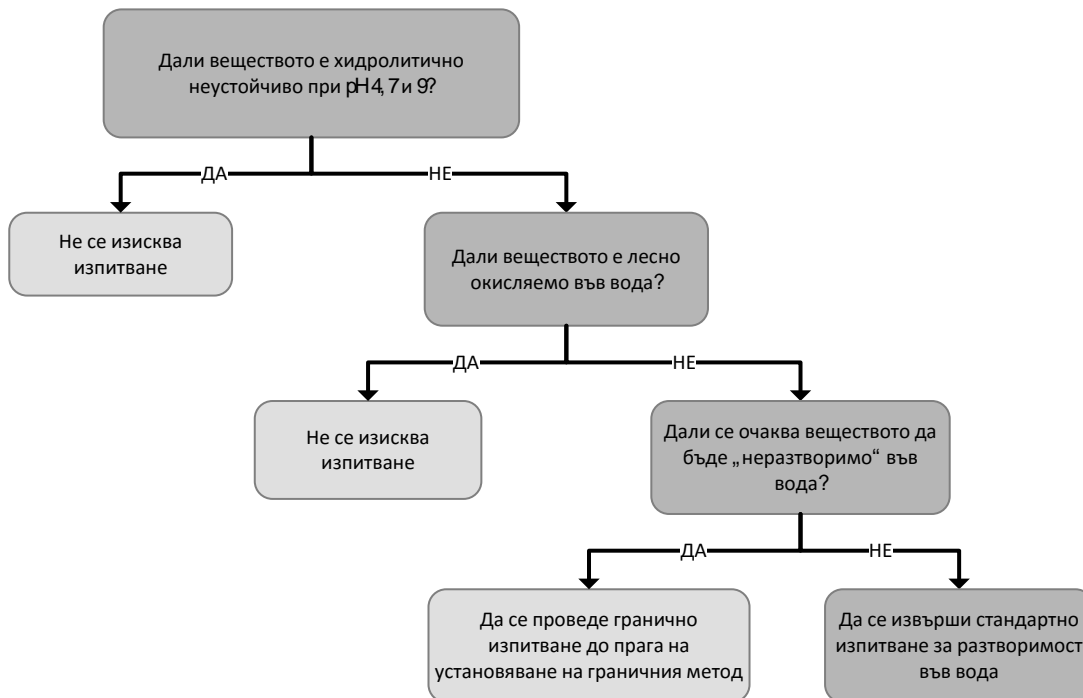 Дали веществото е хидролитично
неустойчиво при pH 4, 7 и 9?
ДА
НЕ
Не се изисква
изпитване
Дали веществото е лесно
окисляемо във вода?
ДА
НЕ
Не се изисква
изпитване
Дали се очаква веществото да
бъде „неразтворимо“ във
вода?
ДА
НЕ
Да се проведе гранично
изпитване до прага на
установяване на граничния метод
Да се извърши стандартно
изпитване за разтворимост
във вода